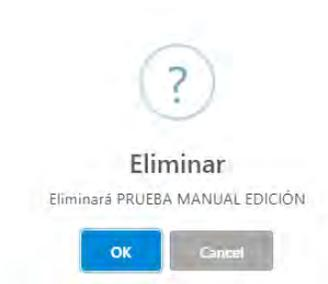 ?
Eliminar
Eliminará PRUEBA MANUAL EDICIÓN
OK
Cancel